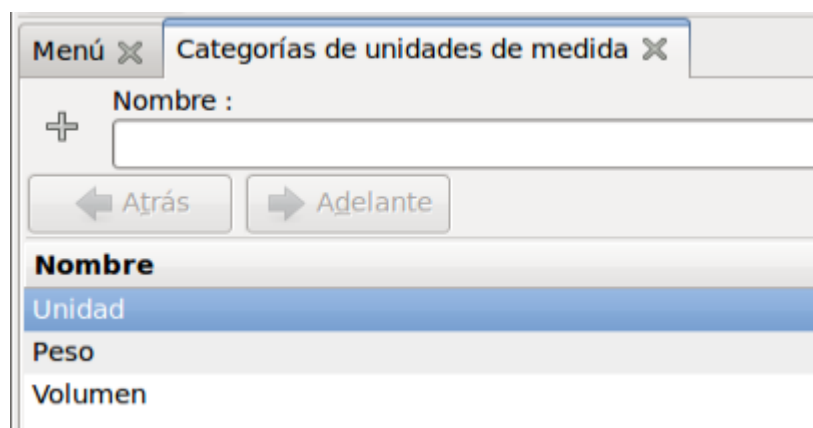 Menú Categorías de unidades de medida
Nombre :
Atrás Adelante
Nombre
Unidad
Peso
Volumen